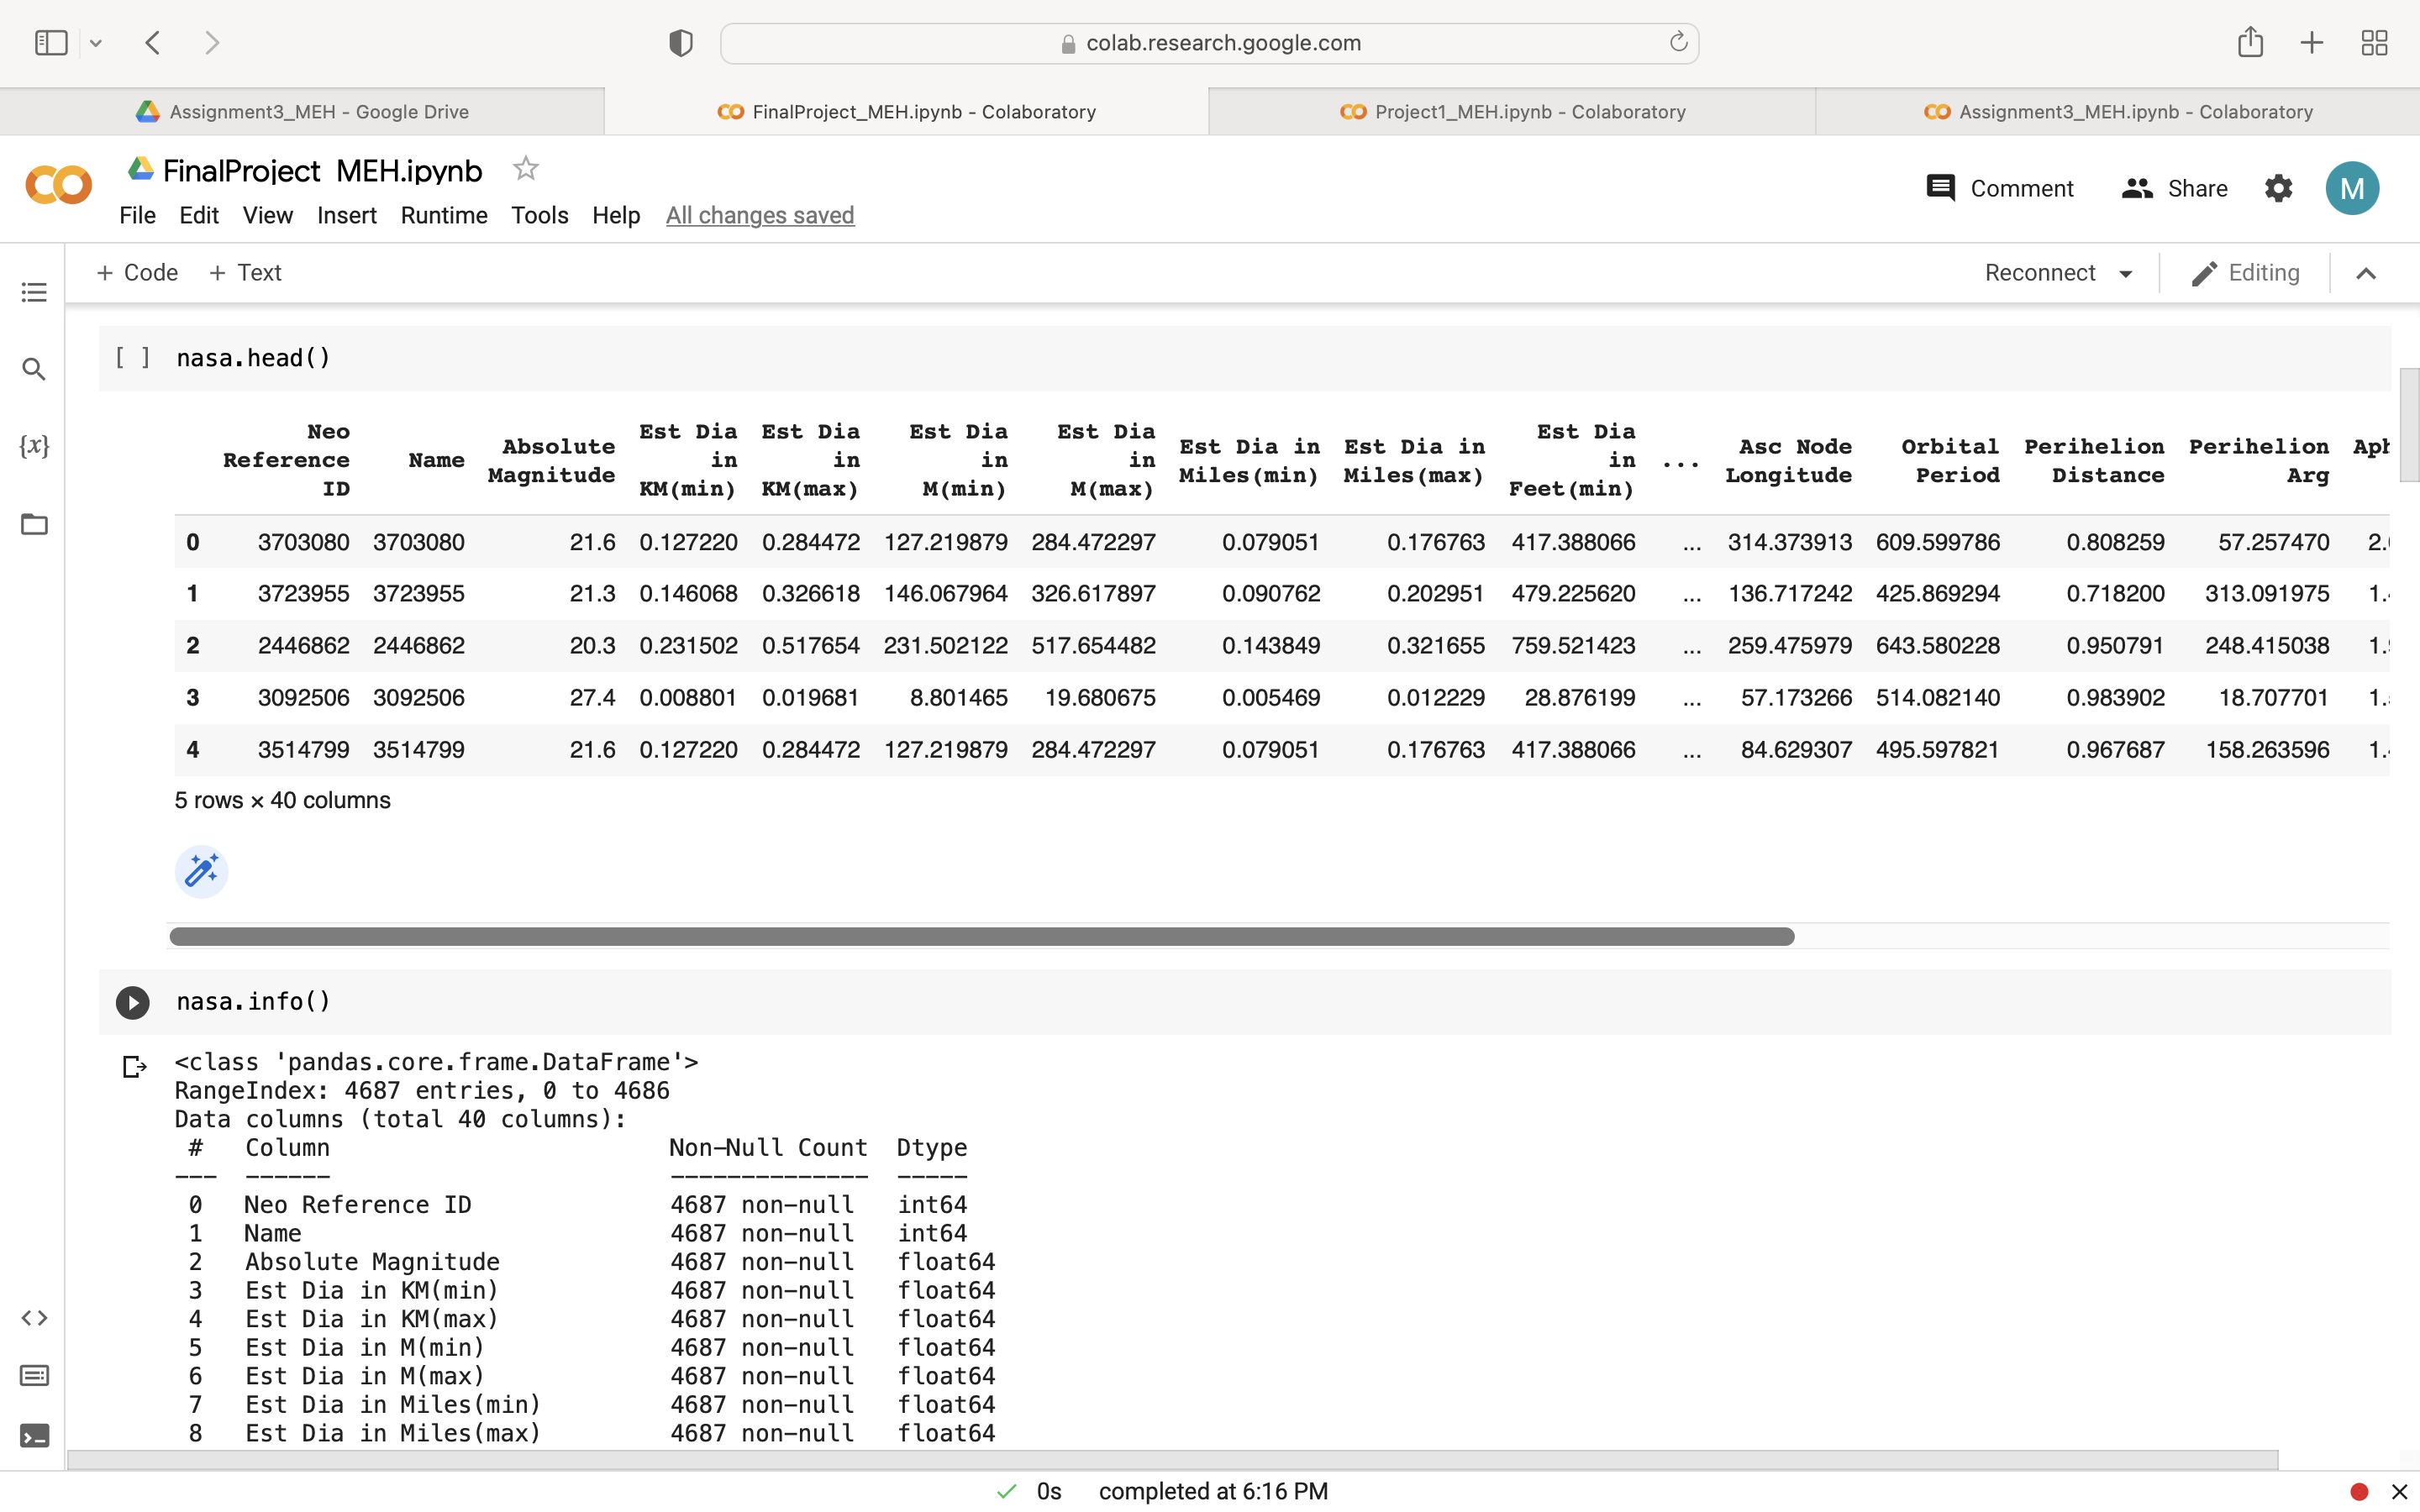 colab.research.google.com
Assignment3_MEH - Google Drive
FinalProject_MEH.ipynb - Colaboratory
Project1_MEH.ipynb - Colaboratory
Assignment3_MEH.ipynb - Colaboratory
FinalProject_MEH.ipynb
Comment Share M
File Edit View Insert Runtime Tools Help All changes saved
+ Code + Text Reconnect Editing
{x}
[ ] nasa.head()
Neo Reference ID Name Absolute Magnitude Est Dia in KM(min) Est Dia in KM(max) Est Dia in M(min) Est Dia in M(max) Est Dia in Miles(min) Est Dia in Miles(max) Est Dia in Feet(min) ... Asc Node Longitude Orbital Period Perihelion Distance Perihelion Arg Aph
0 3703080 3703080 21.6 0.127220 0.284472 127.219879 284.472297 0.079051 0.176763 417.388066 ... 314.373913 609.599786 0.808259 57.257470 2.
1 3723955 3723955 21.3 0.146068 0.326618 146.067964 326.617897 0.090762 0.202951 479.225620 ... 136.717242 425.869294 0.718200 313.091975 1.
2 2446862 2446862 20.3 0.231502 0.517654 231.502122 517.654482 0.143849 0.321655 759.521423 ... 259.475979 643.580228 0.950791 248.415038 1.
3 3092506 3092506 27.4 0.008801 0.019681 8.801465 19.680675 0.005469 0.012229 28.876199 ... 57.173266 514.082140 0.983902 18.707701 1.
4 3514799 3514799 21.6 0.127220 0.284472 127.219879 284.472297 0.079051 0.176763 417.388066 ... 84.629307 495.597821 0.967687 158.263596 1.
5 rows × 40 columns
nasa.info()
<class 'pandas.core.frame.DataFrame'>
RangeIndex: 4687 entries, 0 to 4686
Data columns (total 40 columns):
# Column Non-Null Count Dtype
--- ------ -------------- -----
0 Neo Reference ID 4687 non-null int64
1 Name 4687 non-null int64
2 Absolute Magnitude 4687 non-null float64
3 Est Dia in KM(min) 4687 non-null float64
4 Est Dia in KM(max) 4687 non-null float64
5 Est Dia in M(min) 4687 non-null float64
6 Est Dia in M(max) 4687 non-null float64
7 Est Dia in Miles(min) 4687 non-null float64
8 Est Dia in Miles(max) 4687 non-null float64
0s completed at 6:16 PM